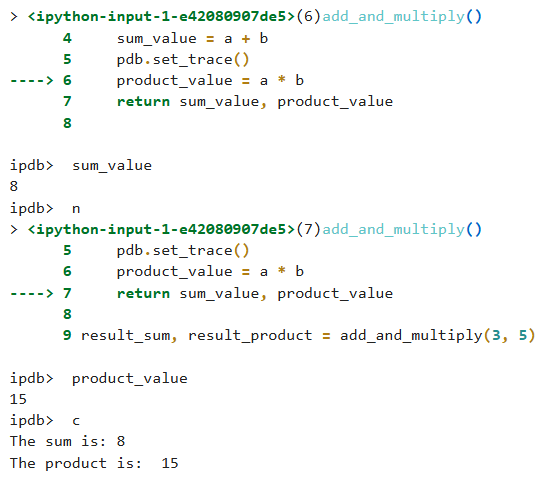 > <ipython-input-1-e42080907de5>(6)add_and_multiply()
      4     sum_value = a + b
      5     pdb.set_trace()
----> 6     product_value = a * b
      7     return sum_value, product_value
      8
ipdb>  sum_value
8
ipdb>  n
> <ipython-input-1-e42080907de5>(7)add_and_multiply()
      5     pdb.set_trace()
      6     product_value = a * b
----> 7     return sum_value, product_value
      8
      9 result_sum, result_product = add_and_multiply(3, 5)
ipdb>  product_value
15
ipdb>  c
The sum is: 8
The product is:  15